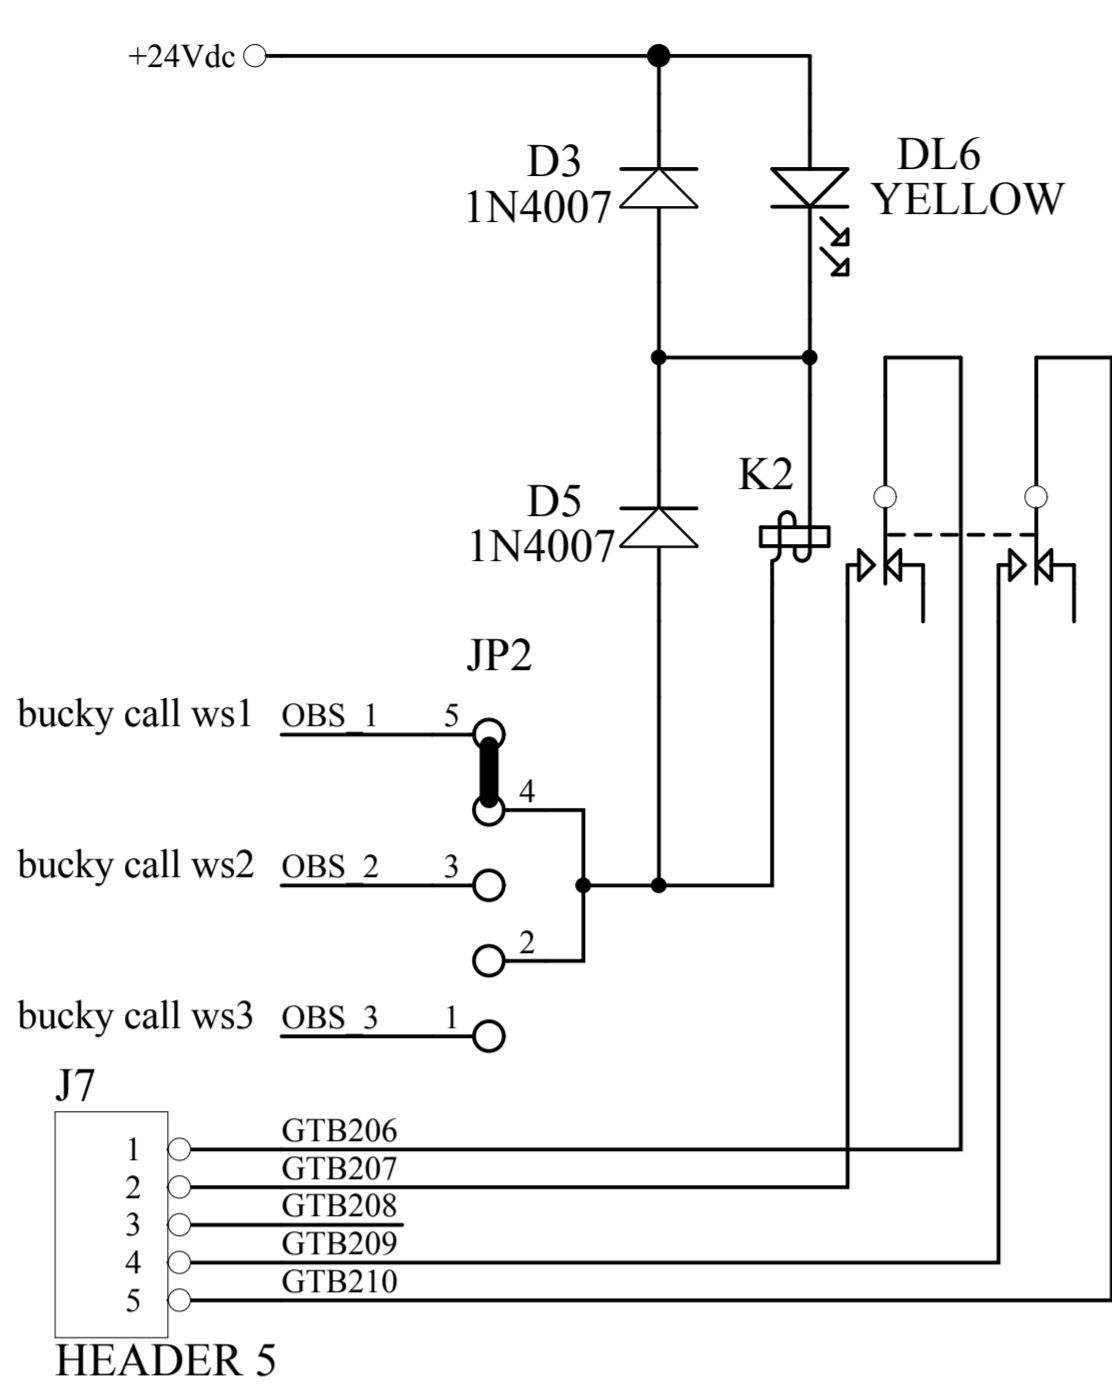 +24Vdc
D3
1N4007
DL6
YELLOW
K2
D5
1N4007
JP2
bucky call ws1 OBS_1 5
4
bucky call ws2 OBS_2 3
2
bucky call ws3 OBS_3 1
J7
1 GTB206
2 GTB207
3 GTB208
4 GTB209
5 GTB210
HEADER 5